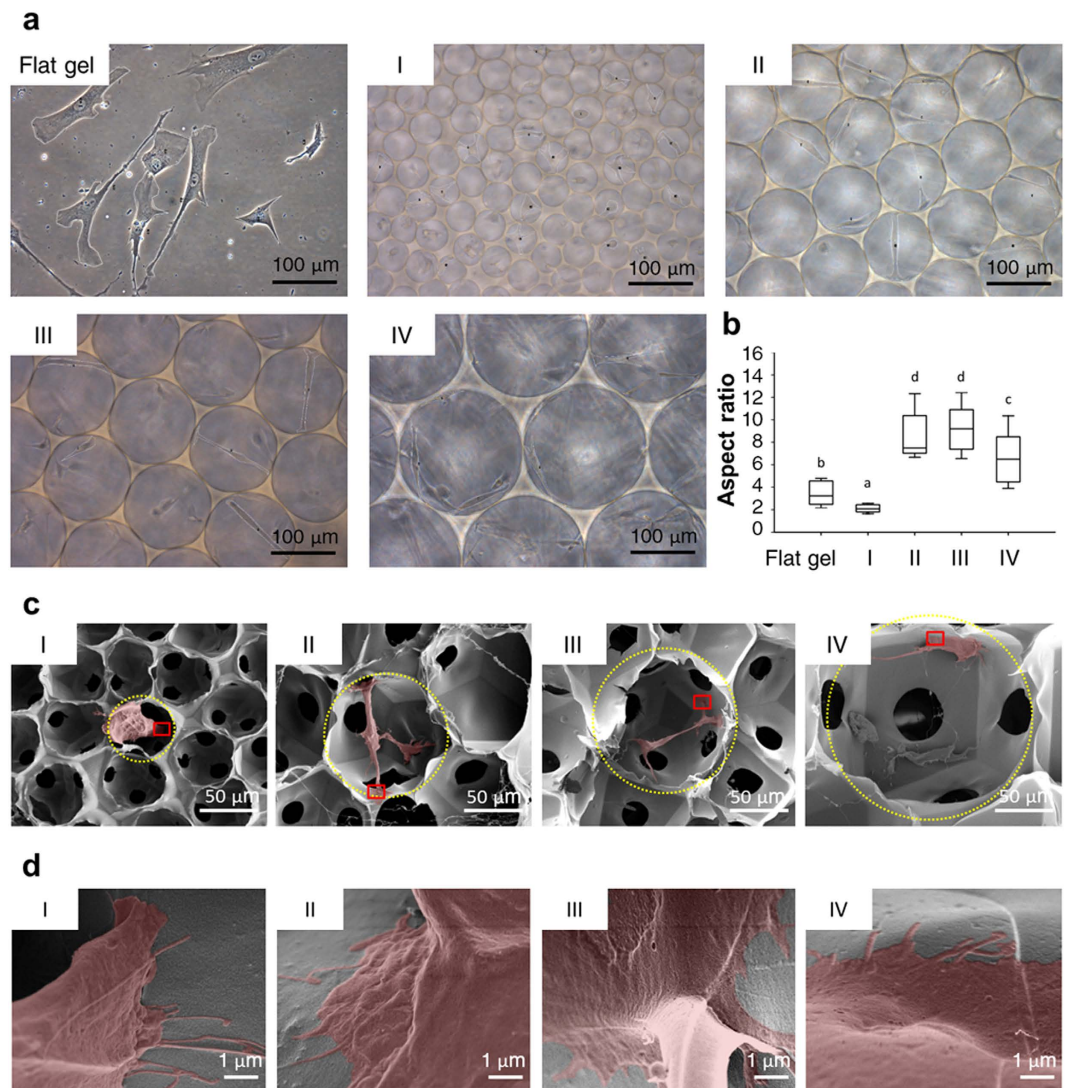 a
Flat gel
100 μm
I
100 μm
II
100 μm
III
100 μm
IV
100 μm
b
Aspect ratio
16
14
12
10
8
6
4
2
0
b
a
d
d
c
Flat gel
I
II
III
IV
c
I
50 μm
II
50 μm
III
50 μm
IV
50 μm
d
I
1 μm
II
1 μm
III
1 μm
IV
1 μm